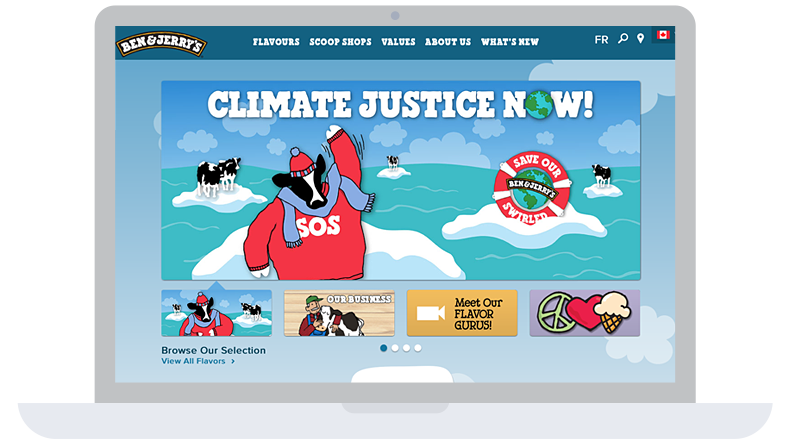 BEN & JERRY'S
FLAVOURS SCOOP SHOPS VALUES ABOUT US WHAT'S NEW FR
CLIMATE JUSTICE NOW!
SOS
SAVE OUR
BEN & JERRY'S
SWIRLED
OUR BUSINESS
Meet Our
FLAVOR
GURUS!
Browse Our Selection
View All Flavors >